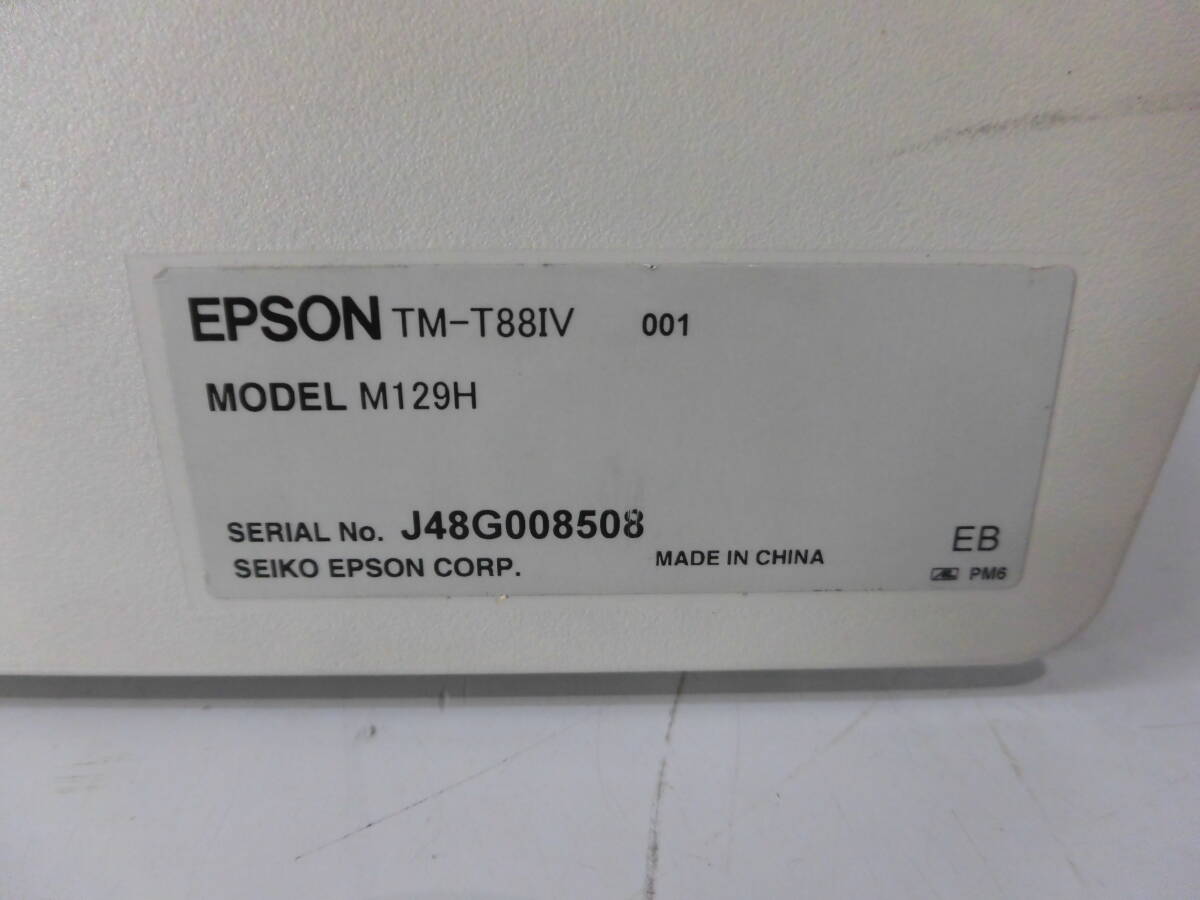 EPSON TM-T88IV 001
MODEL M129H
SERIAL No. J48G008508
SEIKO EPSON CORP. MADE IN CHINA
EB
PM6